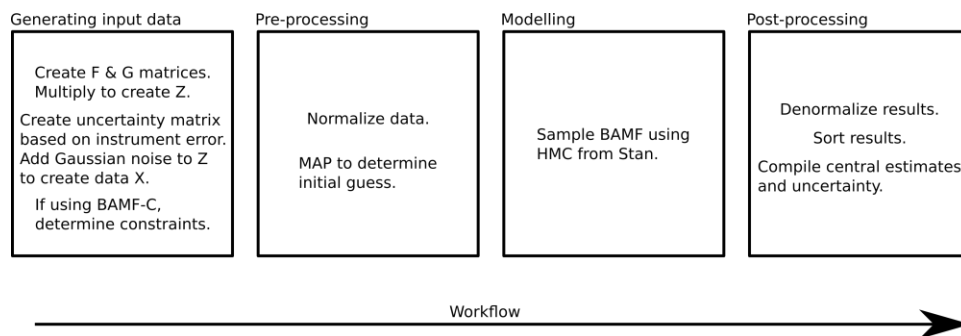 Generating input data
Create F & G matrices.
Multiply to create Z.
Create uncertainty matrix
based on instrument error.
Add Gaussian noise to Z
to create data X.
If using BAMF-C,
determine constraints.
Pre-processing
Normalize data.
MAP to determine
initial guess.
Modelling
Sample BAMF using
HMC from Stan.
Post-processing
Denormalize results.
Sort results.
Compile central estimates
and uncertainty.
Workflow